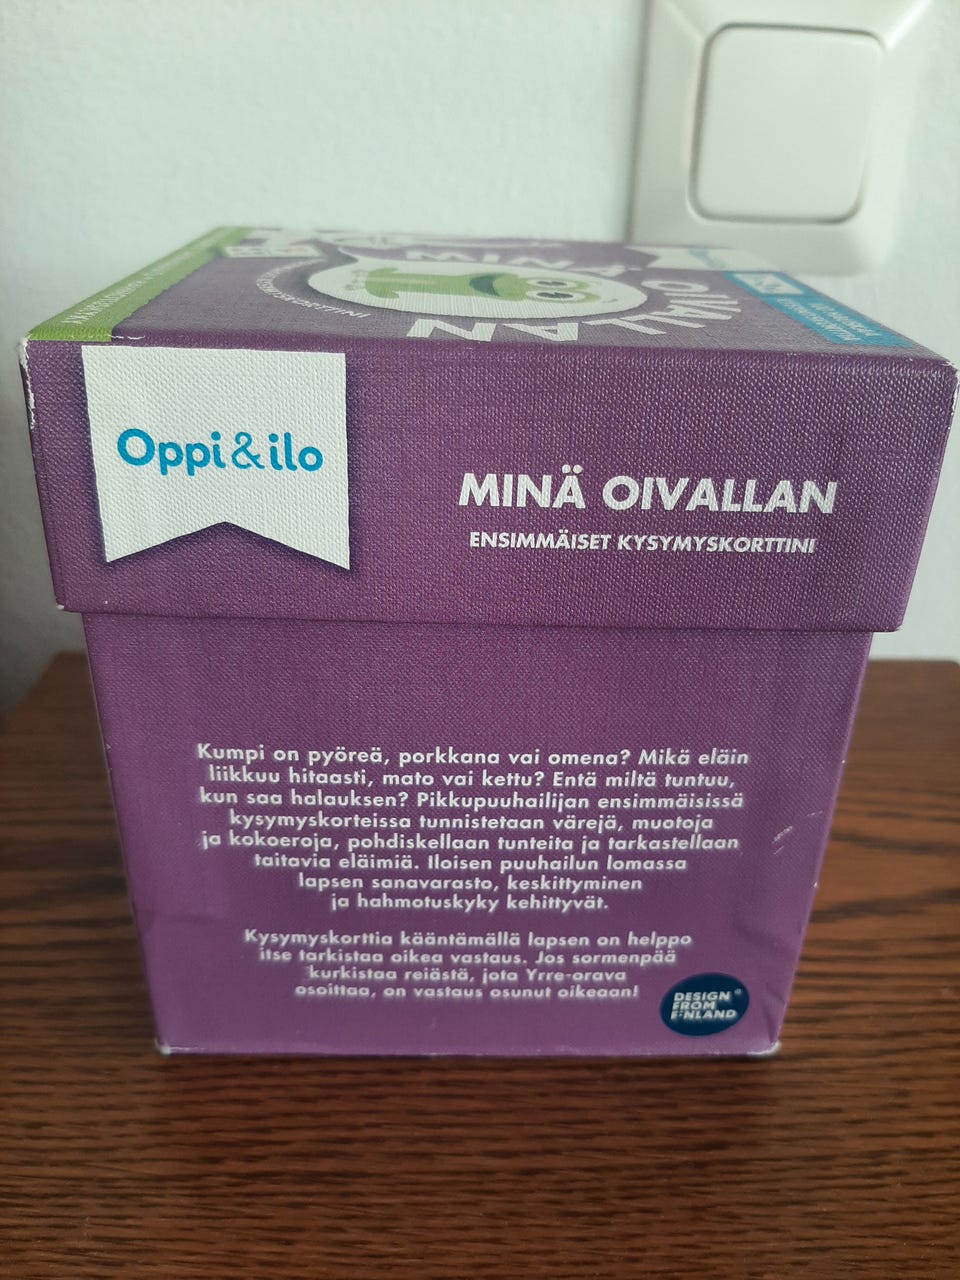 MINÄ
OIVALLAN
Oppi&ilo
MINÄ OIVALLAN
ENSIMMÄISET KYSYMYSKORTTINI
Kumpi on pyöreä, porkkana vai omena? Mikä eläin
liikkuu hitaasti, mato vai kettu? Entä miltä tuntuu,
kun saa halauksen? Pikkupuuhailijan ensimmäisissä
kysymyskorteissa tunnistetaan värejä, muotoja
ja kokoeroja, pohdiskellaan tunteita ja tarkastellaan
taitavia eläimiä. Iloisen puuhailun lomassa
lapsen sanavarasto, keskittyminen
ja hahmotuskyky kehittyvät.
Kysymyskorttia kääntämällä lapsen on helppo
itse tarkistaa oikea vastaus. Jos sormenpää
kurkistaa reiästä, jota Yrre-orava
osoittaa, on vastaus osunut oikeaan!
DESIGN
FROM
FINLAND